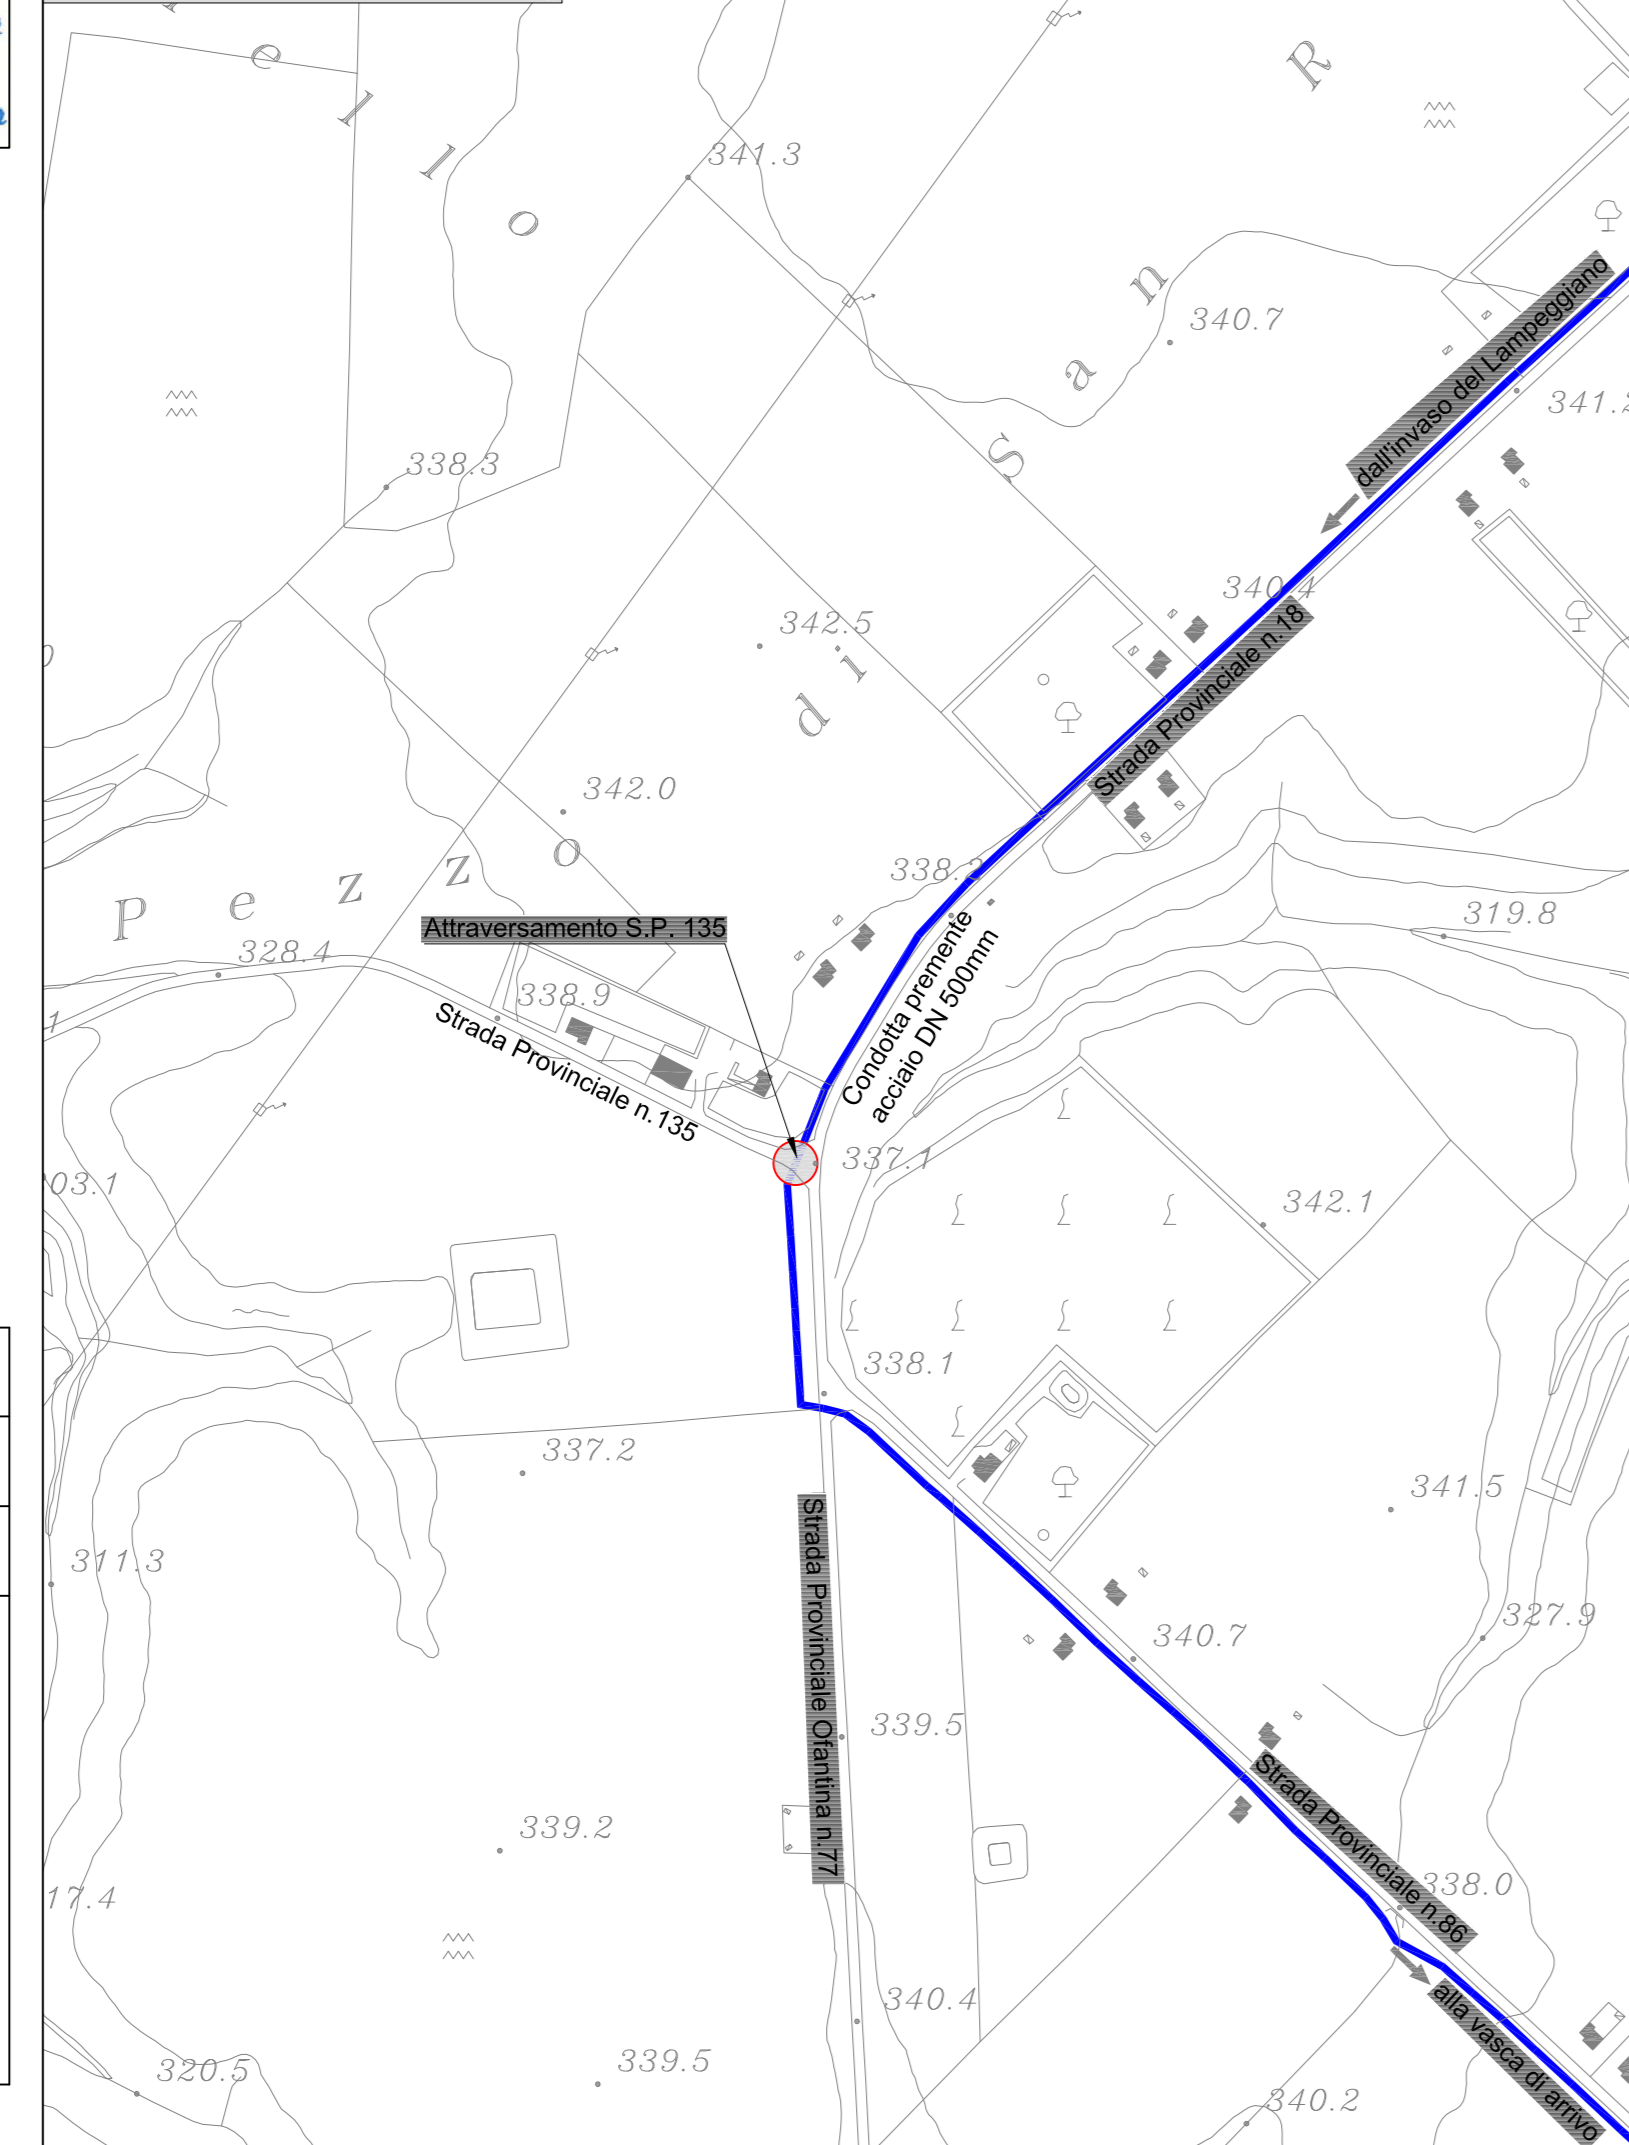 e l l o
R
341.3
S a n
340.7
dall'invaso del Lampeggiano
341.2
338.3
340.4
Strada Provinciale n.18
342.5
d i
342.0
P e z z o
338.2
319.8
Attraversamento S.P. 135
328.4
338.9
Condotta premente
acciaio DN 500mm
Strada Provinciale n.135
337.1
03.1
342.1
338.1
337.2
341.5
Strada Provinciale Ofantina n.77
311.3
327.9
340.7
339.5
Strada Provinciale n.86
339.2
338.0
17.4
alla vasca di arrivo
340.4
339.5
320.5
340.2